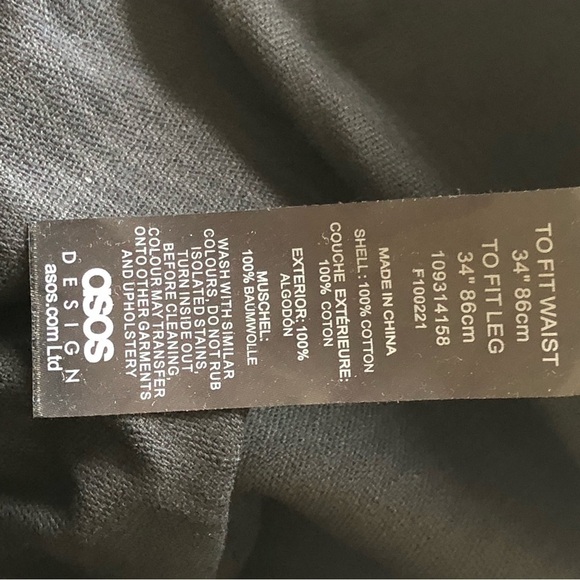 TO FIT WAIST
34" 86cm
TO FIT LEG
34" 86cm
109314158
F100221
MADE IN CHINA
SHELL: 100% COTTON
COUCHE EXTÉRIEURE:
100% COTON
EXTERIOR:100%
ALGODÓN
MUSCHEL:
100% BAUMWOLLE
WASH WITH SIMILAR
COLOURS, DO NOT RUB
ISOLATED STAINS,
TURN INSIDE OUT
BEFORE CLEANING,
COLOUR MAY TRANSFER
ONTO OTHER GARMENTS
AND UPHOLSTERY
asos
DESIGN
asos.com Ltd